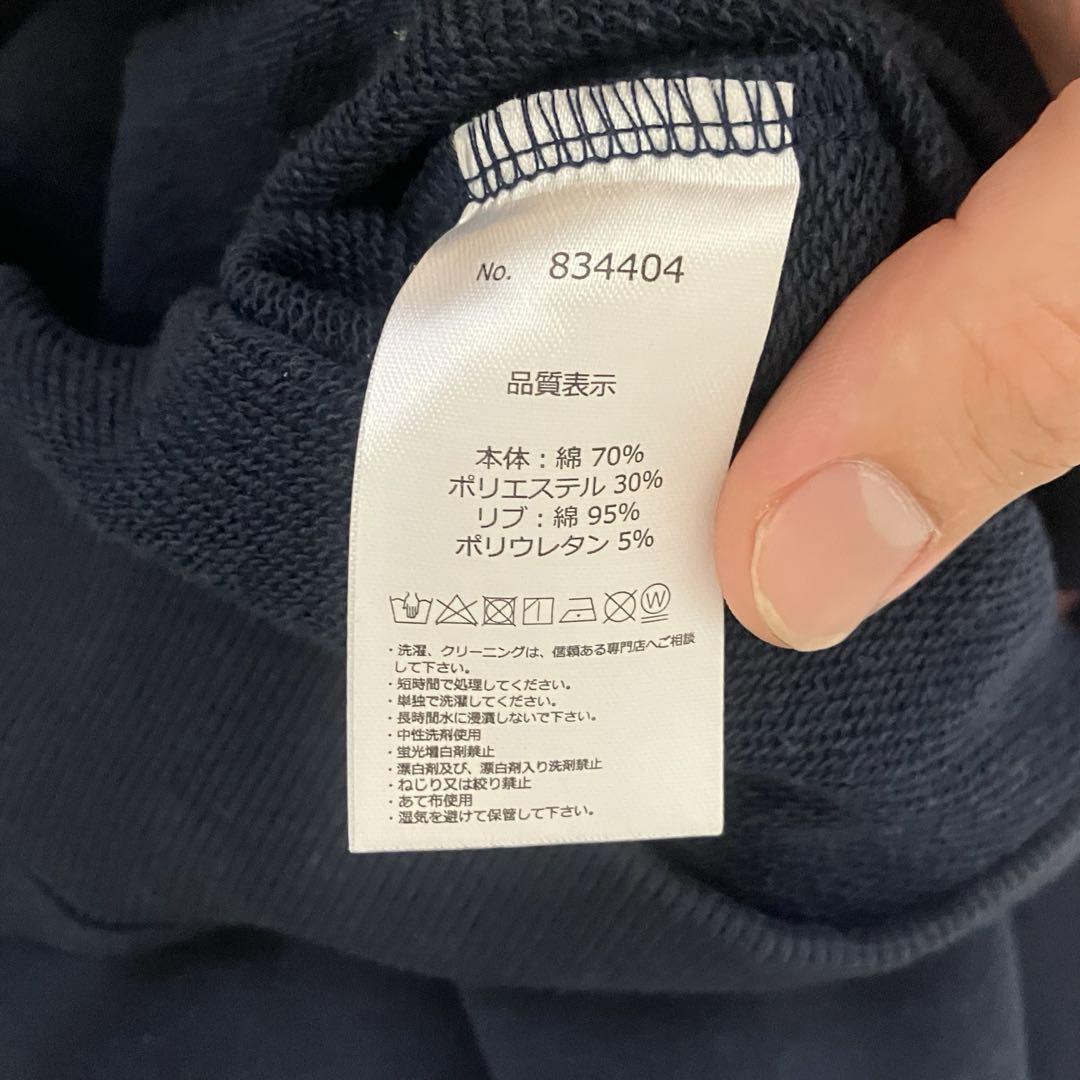 No. 834404
品質表示
本体：綿 70%
ポリエステル 30%
リブ：綿 95%
ポリウレタン 5%
W
・洗濯、クリーニングは、信頼ある専門店へご相談
して下さい。
・短時間で処理してください。
・単独で洗濯してください。
・長時間水に浸漬しないで下さい。
・中性洗剤使用
・蛍光増白剤禁止
・漂白剤及び、漂白剤入り洗剤禁止
・ねじり又は絞り禁止
・あて布使用
・湿気を避けて保管して下さい。